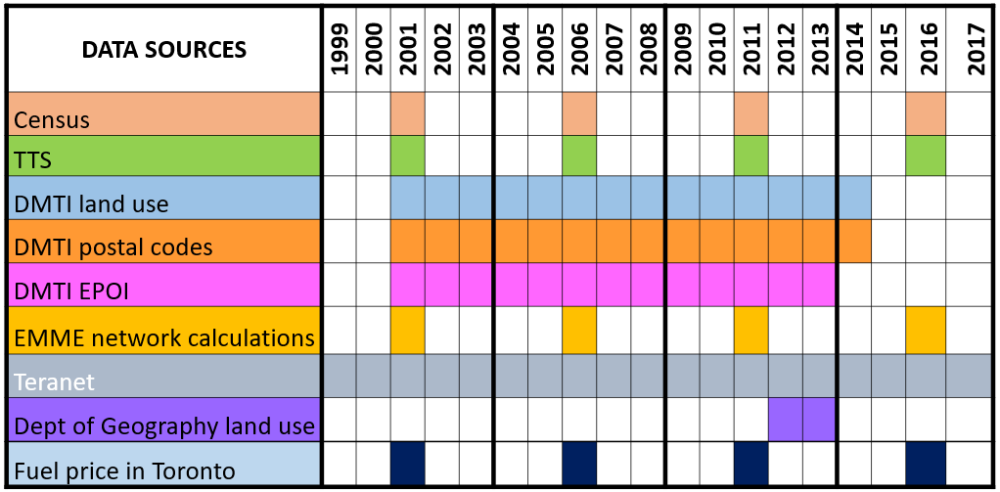 DATA SOURCES 1999 2000 2001 2002 2003 2004 2005 2006 2007 2008 2009 2010 2011 2012 2013 2014 2015 2016 2017
Census
TTS
DMTI land use
DMTI postal codes
DMTI EPOI
EMME network calculations
Teranet
Dept of Geography land use
Fuel price in Toronto